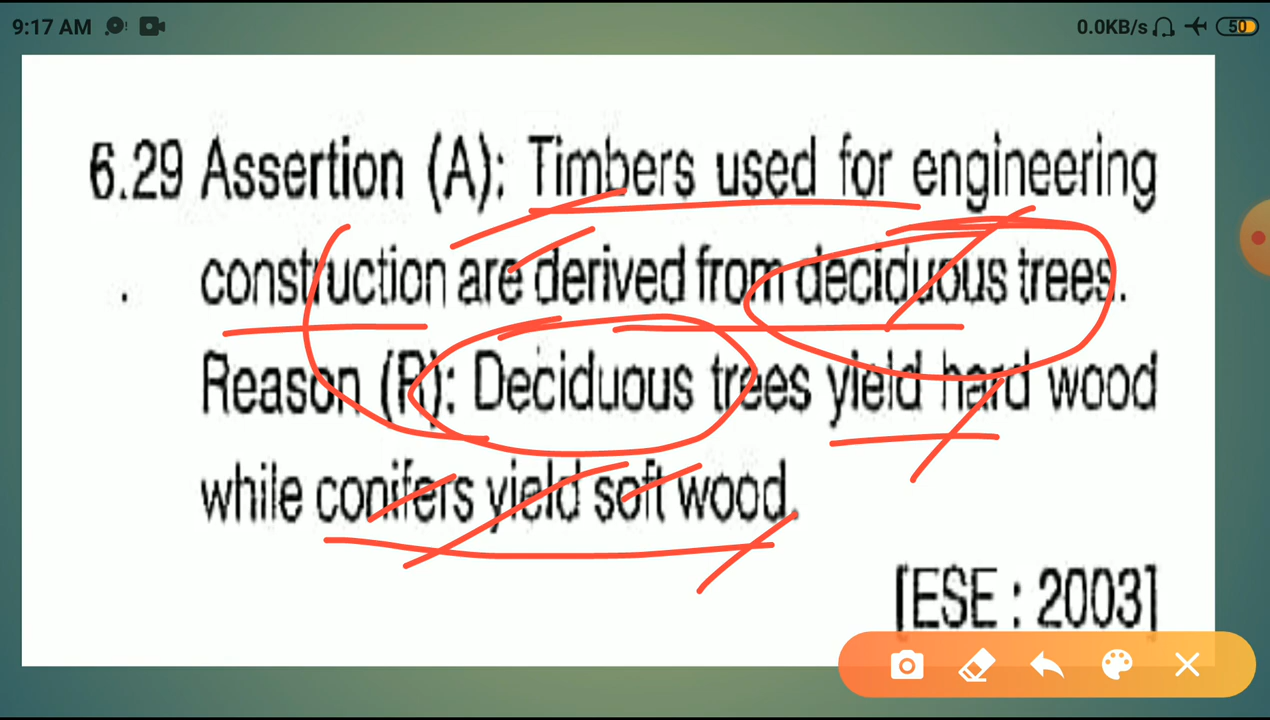 9:17 AM
0.0KB/s 50
6.29 Assertion (A): Timbers used for engineering
construction are derived from deciduous trees.
Reason (R): Deciduous trees yield hard wood
while conifers yield soft wood.
[ESE : 2003]